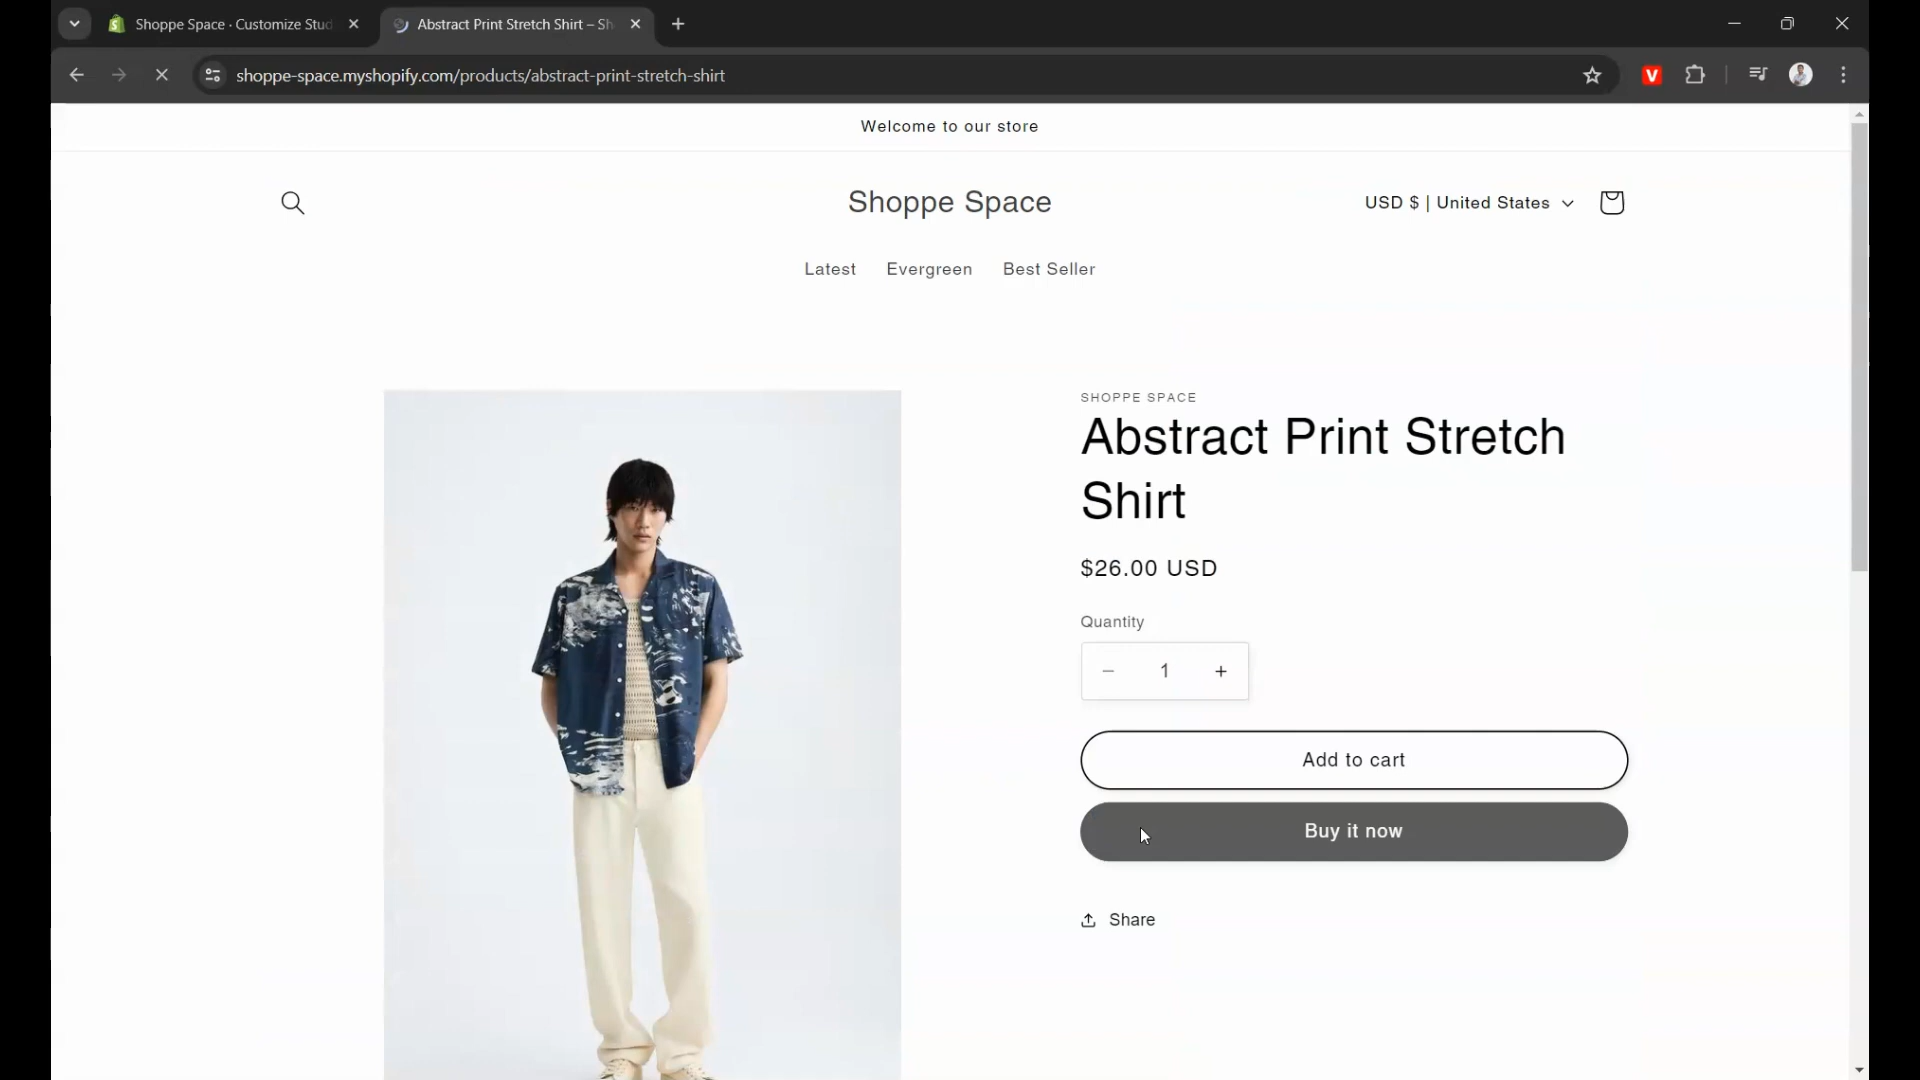 Shoppe Space · Customize Stud
Abstract Print Stretch Shirt – Sh
shoppe-space.myshopify.com/products/abstract-print-stretch-shirt
V
Welcome to our store
Shoppe Space
USD $ | United States
Latest Evergreen Best Seller
SHOPPE SPACE
Abstract Print Stretch
Shirt
$26.00 USD
Quantity
− 1 +
Add to cart
Buy it now
Share